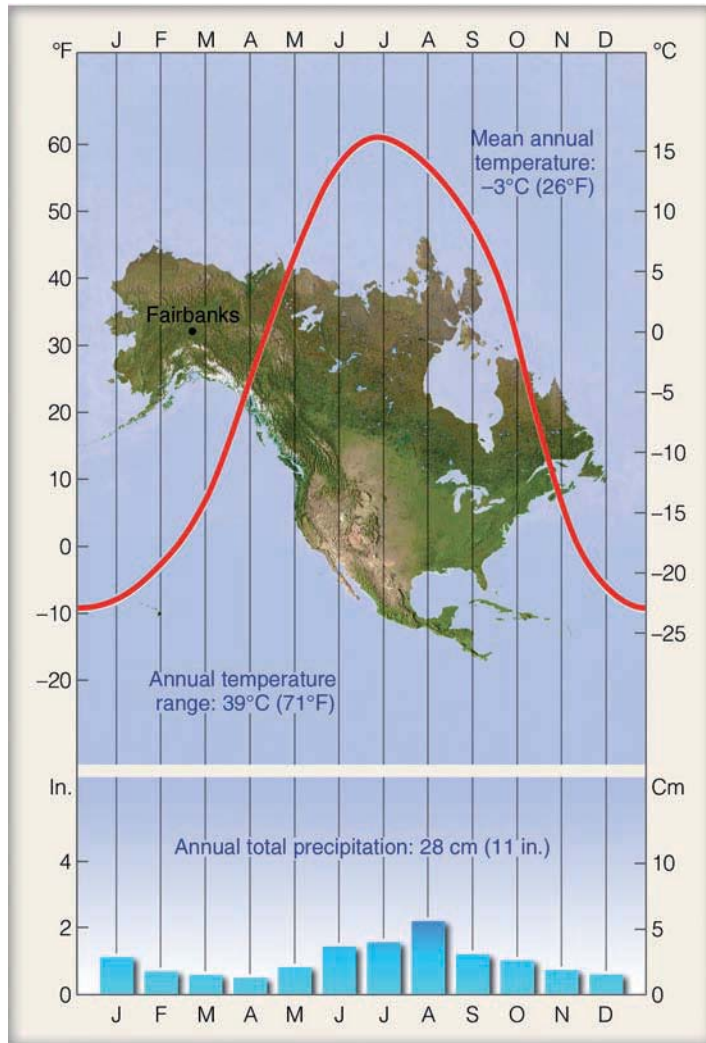 J F M A M J J A S O N D
°F °C
60
50
40
30
20
10
0
–10
–20
15
10
5
0
–5
–10
–15
–20
–25
Mean annual
temperature:
–3°C (26°F)
Fairbanks
Annual temperature
range: 39°C (71°F)
In. Cm
Annual total precipitation: 28 cm (11 in.)
4
2
0
10
5
0
J F M A M J J A S O N D